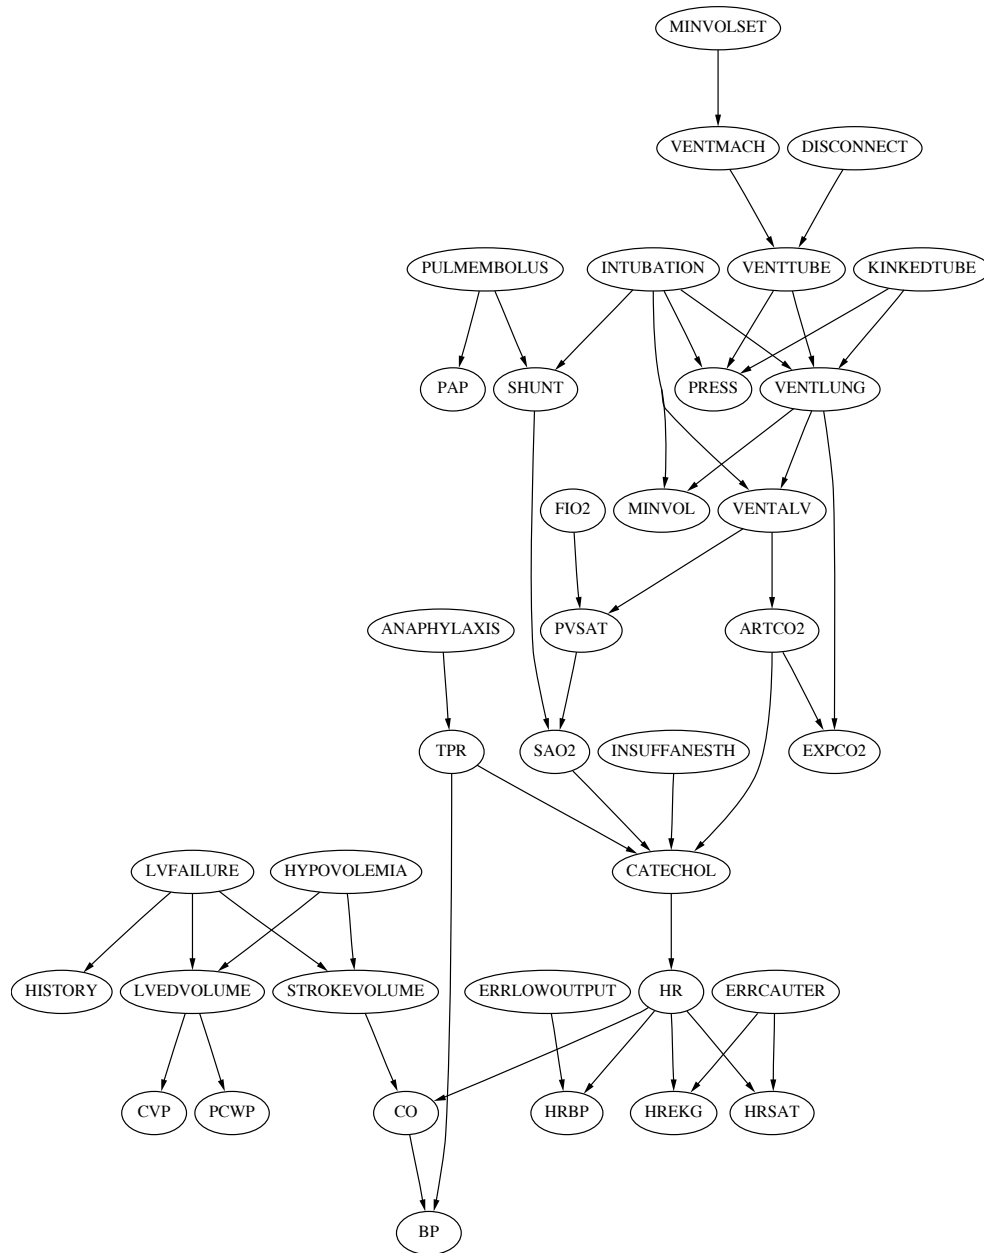 MINVOLSET
VENTMACH DISCONNECT
PULMEMBOLUS INTUBATION VENTTUBE KINKEDTUBE
PAP SHUNT PRESS VENTLUNG
FIO2 MINVOL VENTALV
ANAPHYLAXIS PVSAT ARTCO2
TPR SAO2 INSUFFANESTH EXPCO2
LVFAILURE HYPOVOLEMIA CATECHOL
HISTORY LVEDVOLUME STROKEVOLUME ERRLOWOUTPUT HR ERRCAUTER
CVP PCWP CO HRBP HREKG HRSAT
BP